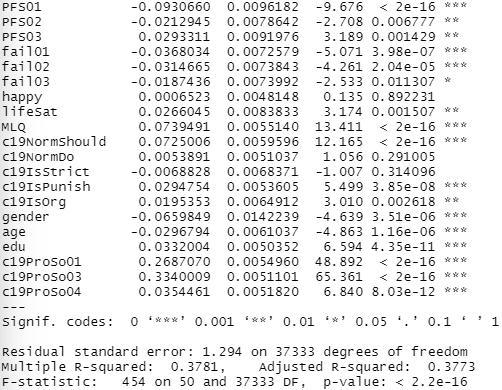 PFS01 -0.0930660 0.0096182 -9.676 < 2e-16 ***
PFS02 -0.0212945 0.0078642 -2.708 0.006777 **
PFS03 0.0293311 0.0091976 3.189 0.001429 **
fail01 -0.0368034 0.0072574 -5.071 3.98e-07 ***
fail02 -0.0314665 0.0073843 -4.261 2.04e-05 ***
fail03 -0.0187436 0.0073992 -2.533 0.011307 *
happy 0.0006523 0.0048148 0.135 0.892231
lifeSat 0.0266045 0.0083833 3.174 0.001507 **
MLQ 0.0739491 0.0055140 13.411 < 2e-16 ***
c19NormShould 0.0725006 0.0059596 12.165 < 2e-16 ***
c19NormDo 0.0053891 0.0051037 1.056 0.291005
c19IsStrict -0.0068828 0.0068371 -1.007 0.314096
c19IsPunish 0.0294754 0.0053605 5.499 3.85e-08 ***
c19IsOrg 0.0195353 0.0064912 3.010 0.002618 **
gender -0.0659849 0.0142239 -4.639 3.51e-06 ***
age -0.0296794 0.0061037 -4.863 1.16e-06 ***
edu 0.0332004 0.0050352 6.594 4.35e-11 ***
c19ProSo01 0.2687070 0.0054960 48.892 < 2e-16 ***
c19ProSo03 0.3340009 0.0051101 65.361 < 2e-16 ***
c19ProSo04 0.0354461 0.0051820 6.840 8.03e-12 ***
---
Signif. codes: 0 ‘***’ 0.001 ‘**’ 0.01 ‘*’ 0.05 ‘.’ 0.1 ‘ ’ 1
Residual standard error: 1.294 on 37333 degrees of freedom
Multiple R-squared: 0.3781, Adjusted R-squared: 0.3773
F-statistic: 454 on 50 and 37333 DF, p-value: < 2.2e-16